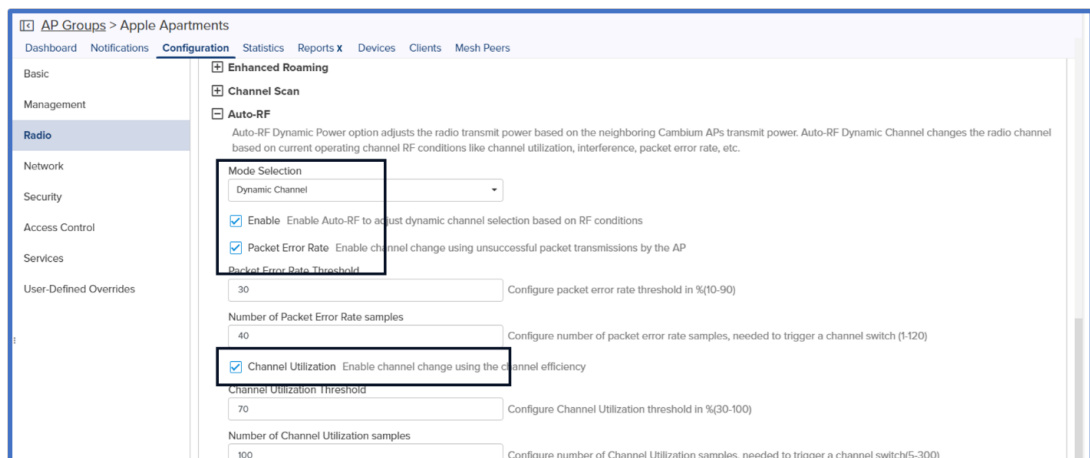 AP Groups > Apple Apartments
Dashboard Notifications Configuration Statistics Reports X Devices Clients Mesh Peers
Basic
Management
Radio
Network
Security
Access Control
Services
User-Defined Overrides
Enhanced Roaming
Channel Scan
Auto-RF
Auto-RF Dynamic Power option adjusts the radio transmit power based on the neighboring Cambium APs transmit power. Auto-RF Dynamic Channel changes the radio channel
based on current operating channel RF conditions like channel utilization, interference, packet error rate, etc.
Mode Selection
Dynamic Channel
Enable Enable Auto-RF to adjust dynamic channel selection based on RF conditions
Packet Error Rate Enable channel change using unsuccessful packet transmissions by the AP
Packet Error Rate Threshold
30 Configure packet error rate threshold in %(10-90)
Number of Packet Error Rate samples
40 Configure number of packet error rate samples, needed to trigger a channel switch (1-120)
Channel Utilization Enable channel change using the channel efficiency
Channel Utilization Threshold
70 Configure Channel Utilization threshold in %(30-100)
Number of Channel Utilization samples
100 Configure number of Channel Utilization samples, needed to trigger a channel switch(5-300)